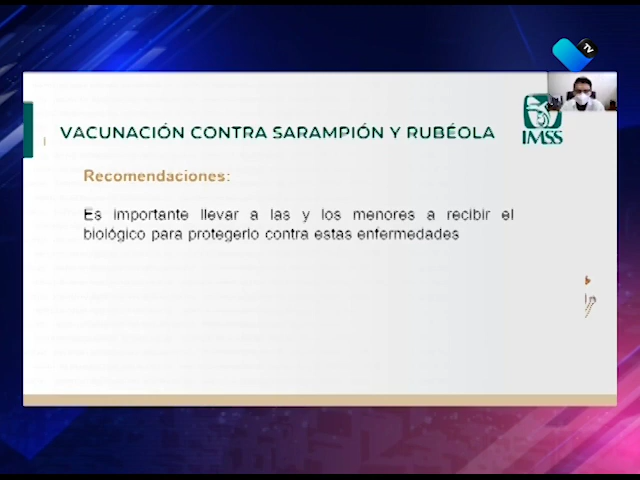 TV
VACUNACIÓN CONTRA SARAMPIÓN Y RUBÉOLA
IMSS
Recomendaciones:
Es importante llevar a las y los menores a recibir el
biológico para protegerlo contra estas enfermedades